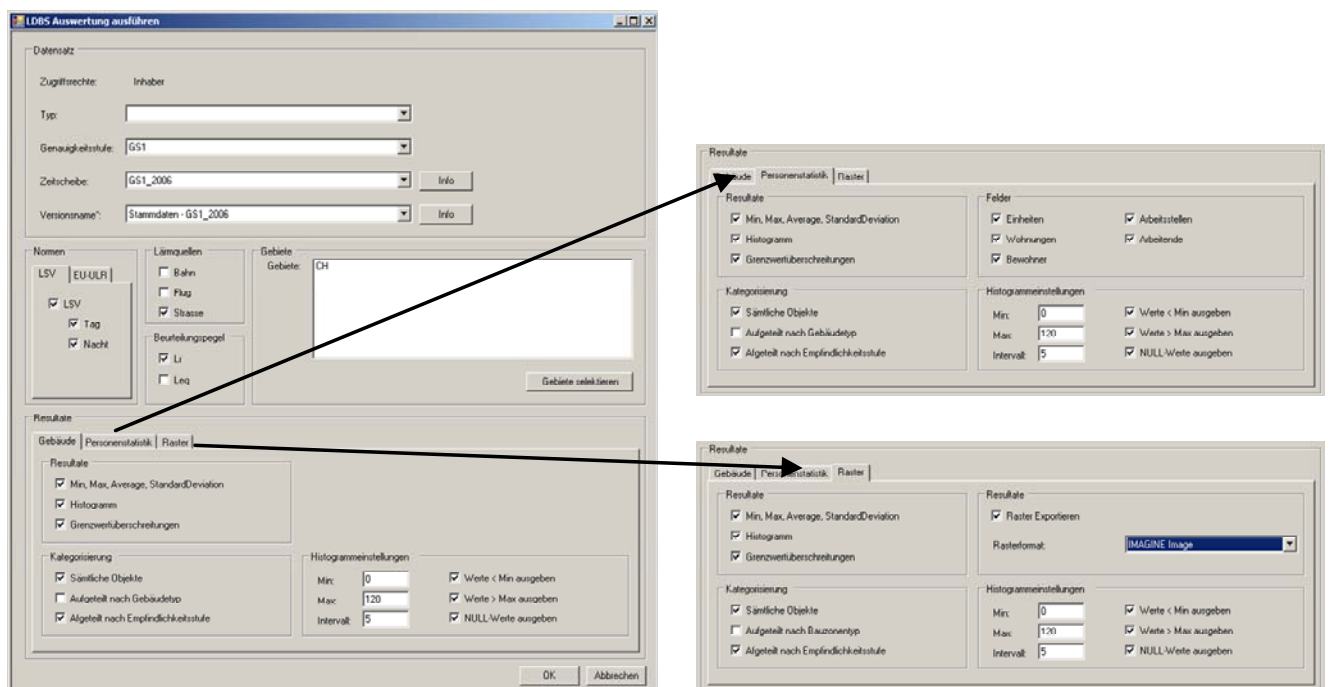 LDBS Auswertung ausführen
Datensatz
Zugriffsrechte: Inhaber
Typ:
Genauigkeitsstufe: GS1
Zeitscheibe: GS1_2006 Info
Versionsname*: Stammdaten - GS1_2006 Info
Normen
LSV EU-ULR
LSV
Tag
Nacht
Lärmquellen
Bahn
Flug
Strasse
Beurteilungspegel
Lr
Leq
Gebiete
Gebiete: CH
Gebiete selektieren
Resultate
Gebäude Personenstatistik Raster
Resultate
Min, Max, Average, StandardDeviation
Histogramm
Grenzwertüberschreitungen
Kategorisierung
Sämtliche Objekte
Aufgeteilt nach Gebäudetyp
Afgeteilt nach Empfindlichkeitsstufe
Histogrammeinstellungen
Min: 0 Werte < Min ausgeben
Max: 120 Werte > Max ausgeben
Intervall: 5 NULL-Werte ausgeben
OK Abbrechen
Resultate
Personenstatistik Raster
Resultate
Min, Max, Average, StandardDeviation
Histogramm
Grenzwertüberschreitungen
Felder
Einheiten Arbeitsstellen
Wohnungen Arbeitende
Bewohner
Kategorisierung
Sämtliche Objekte
Aufgeteilt nach Gebäudetyp
Afgeteilt nach Empfindlichkeitsstufe
Histogrammeinstellungen
Min: 0 Werte < Min ausgeben
Max: 120 Werte > Max ausgeben
Intervall: 5 NULL-Werte ausgeben
Resultate
Gebäude Personenstatistik Raster
Resultate
Min, Max, Average, StandardDeviation
Histogramm
Grenzwertüberschreitungen
Resultate
Raster Exportieren
Rasterformat: IMAGINE Image
Kategorisierung
Sämtliche Objekte
Aufgeteilt nach Bauzonentyp
Afgeteilt nach Empfindlichkeitsstufe
Histogrammeinstellungen
Min: 0 Werte < Min ausgeben
Max: 120 Werte > Max ausgeben
Intervall: 5 NULL-Werte ausgeben